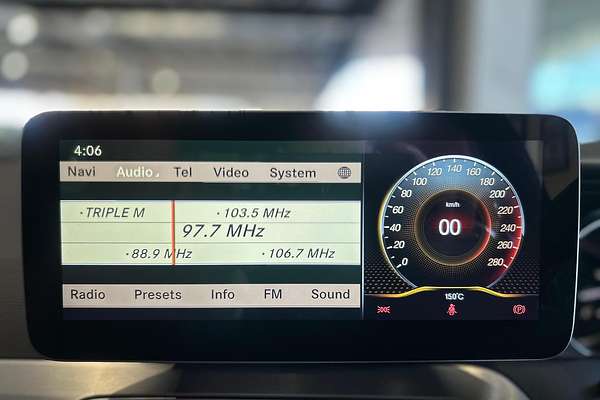 4:06
Navi Audio Tel Video System
· TRIPLE M · 103.5 MHz
97.7 MHz
· 88.9 MHz · 106.7 MHz
Radio Presets Info FM Sound
0 20 40 60 80 100 120 140 160 180 200 220 240 260 280
km/h
00
150°C